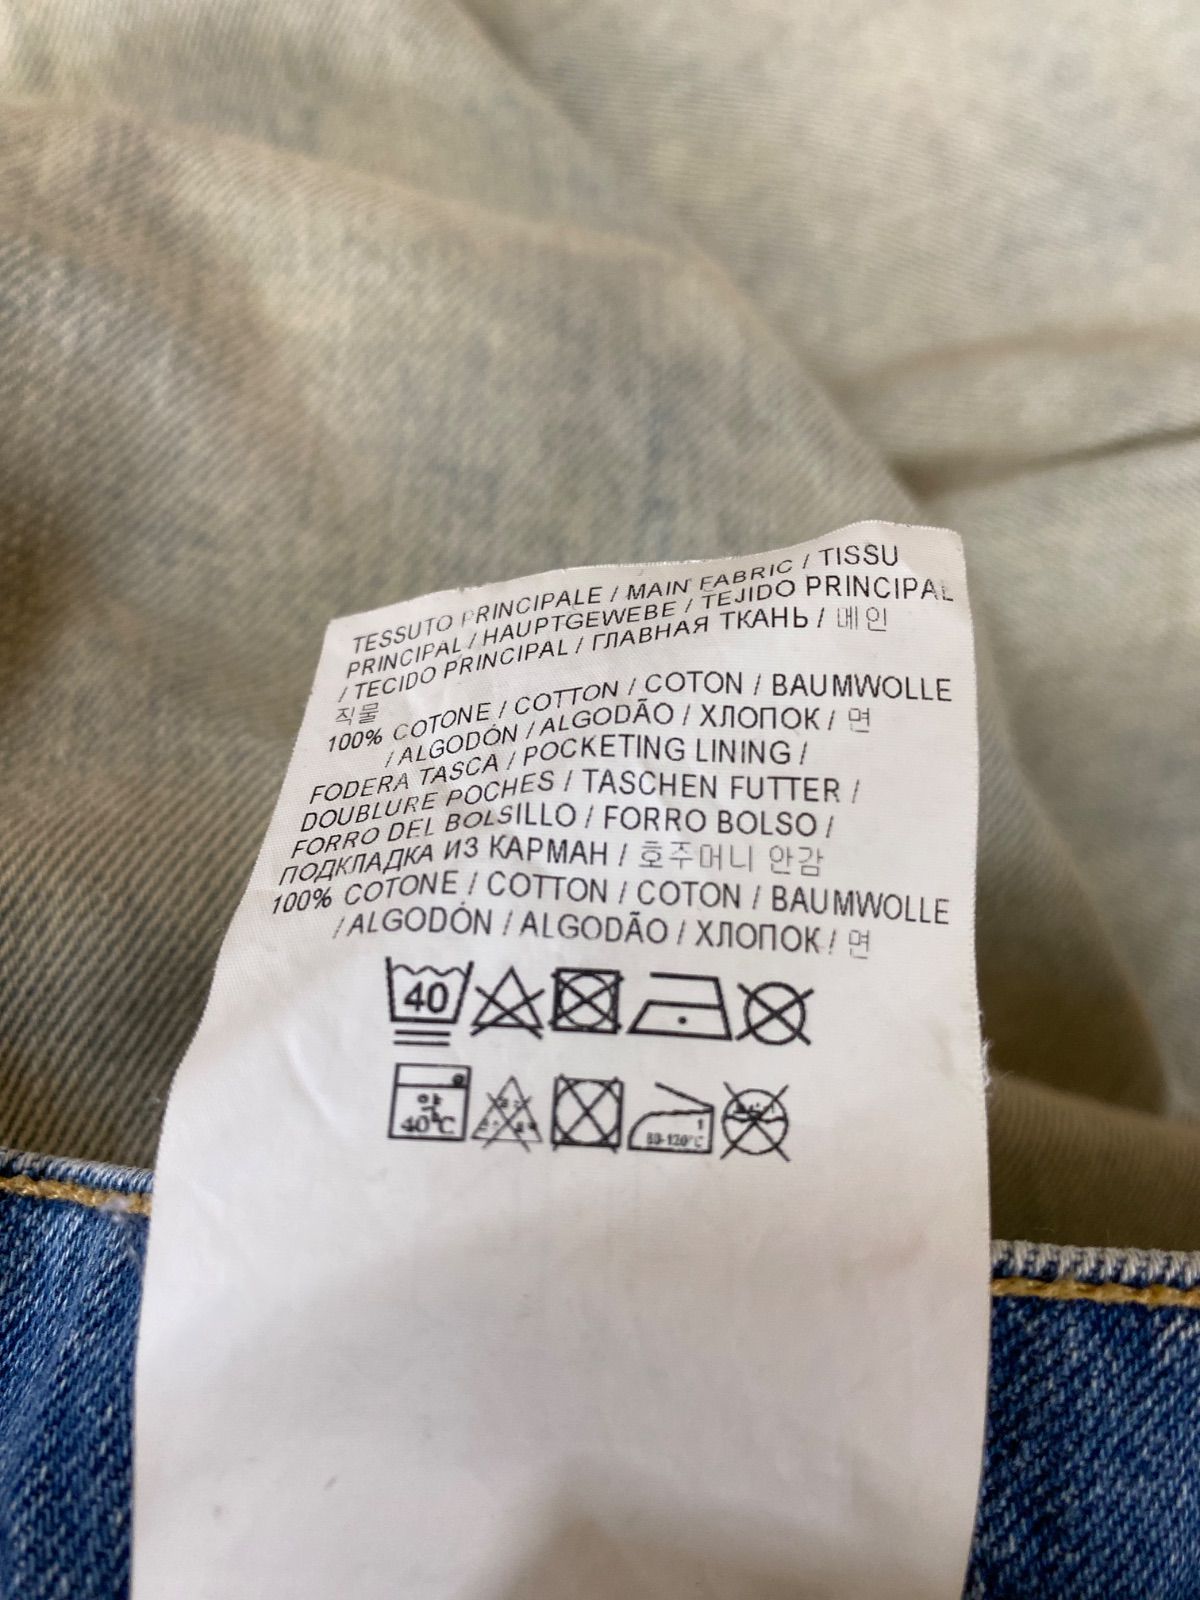 TESSUTO PRINCIPALE / MAIN FABRIC / TISSU
PRINCIPAL / HAUPTGEWEBE / TEJIDO PRINCIPAL
/ TECIDO PRINCIPAL / ГЛАВНАЯ ТКАНЬ / 메인
직물
100% COTONE / COTTON / COTON / BAUMWOLLE
/ ALGODÓN / ALGODÃO / ХЛОПОК / 면
FODERA TASCA / POCKETING LINING /
DOUBLURE POCHES / TASCHEN FUTTER /
FORRO DEL BOLSILLO / FORRO BOLSO /
ПОДКЛАДКА ИЗ КАРМАН / 호주머니 안감
100% COTONE / COTTON / COTON / BAUMWOLLE
/ ALGODÓN / ALGODÃO / ХЛОПОК / 면
40
약
40°C
1
80-120°C